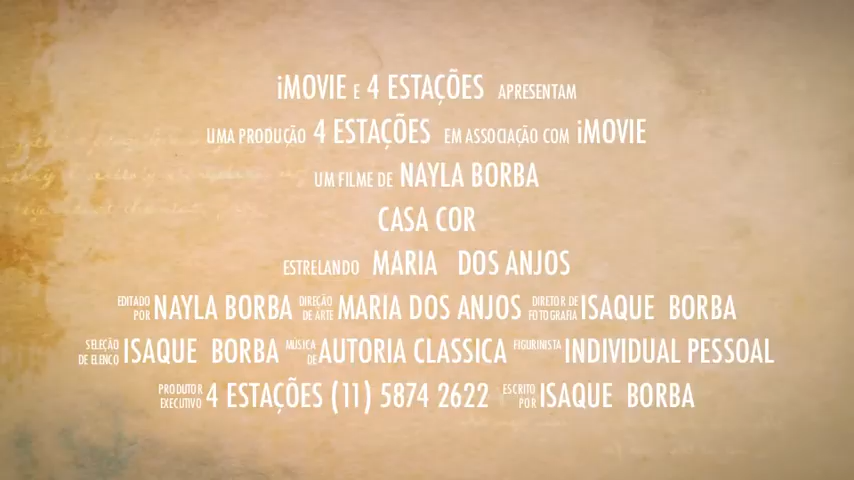 iMOVIE E 4 ESTAÇÕES APRESENTAM
UMA PRODUÇÃO 4 ESTAÇÕES EM ASSOCIAÇÃO COM iMOVIE
UM FILME DE NAYLA BORBA
CASA COR
ESTRELANDO MARIA DOS ANJOS
EDITADO POR NAYLA BORBA DIREÇÃO DE ARTE MARIA DOS ANJOS DIRETOR DE FOTOGRAFIA ISAQUE BORBA
SELEÇÃO DE ELENCO ISAQUE BORBA MÚSICA DE AUTORIA CLASSICA FIGURINISTA INDIVIDUAL PESSOAL
PRODUTOR EXECUTIVO 4 ESTAÇÕES (11) 5874 2622 ESCRITO POR ISAQUE BORBA